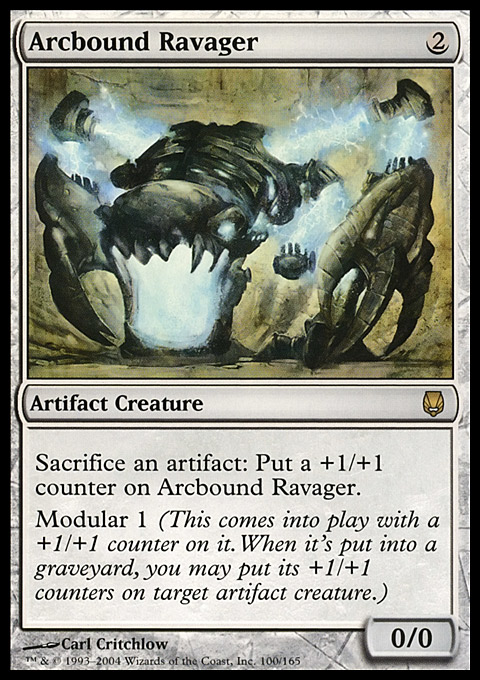 Arcbound Ravager 2
Artifact Creature
Sacrifice an artifact: Put a +1/+1
counter on Arcbound Ravager.
Modular 1 (This comes into play with a
+1/+1 counter on it. When it's put into a
graveyard, you may put its +1/+1
counters on target artifact creature.)
Carl Critchlow
0/0
™ & © 1993–2004 Wizards of the Coast, Inc. 100/165